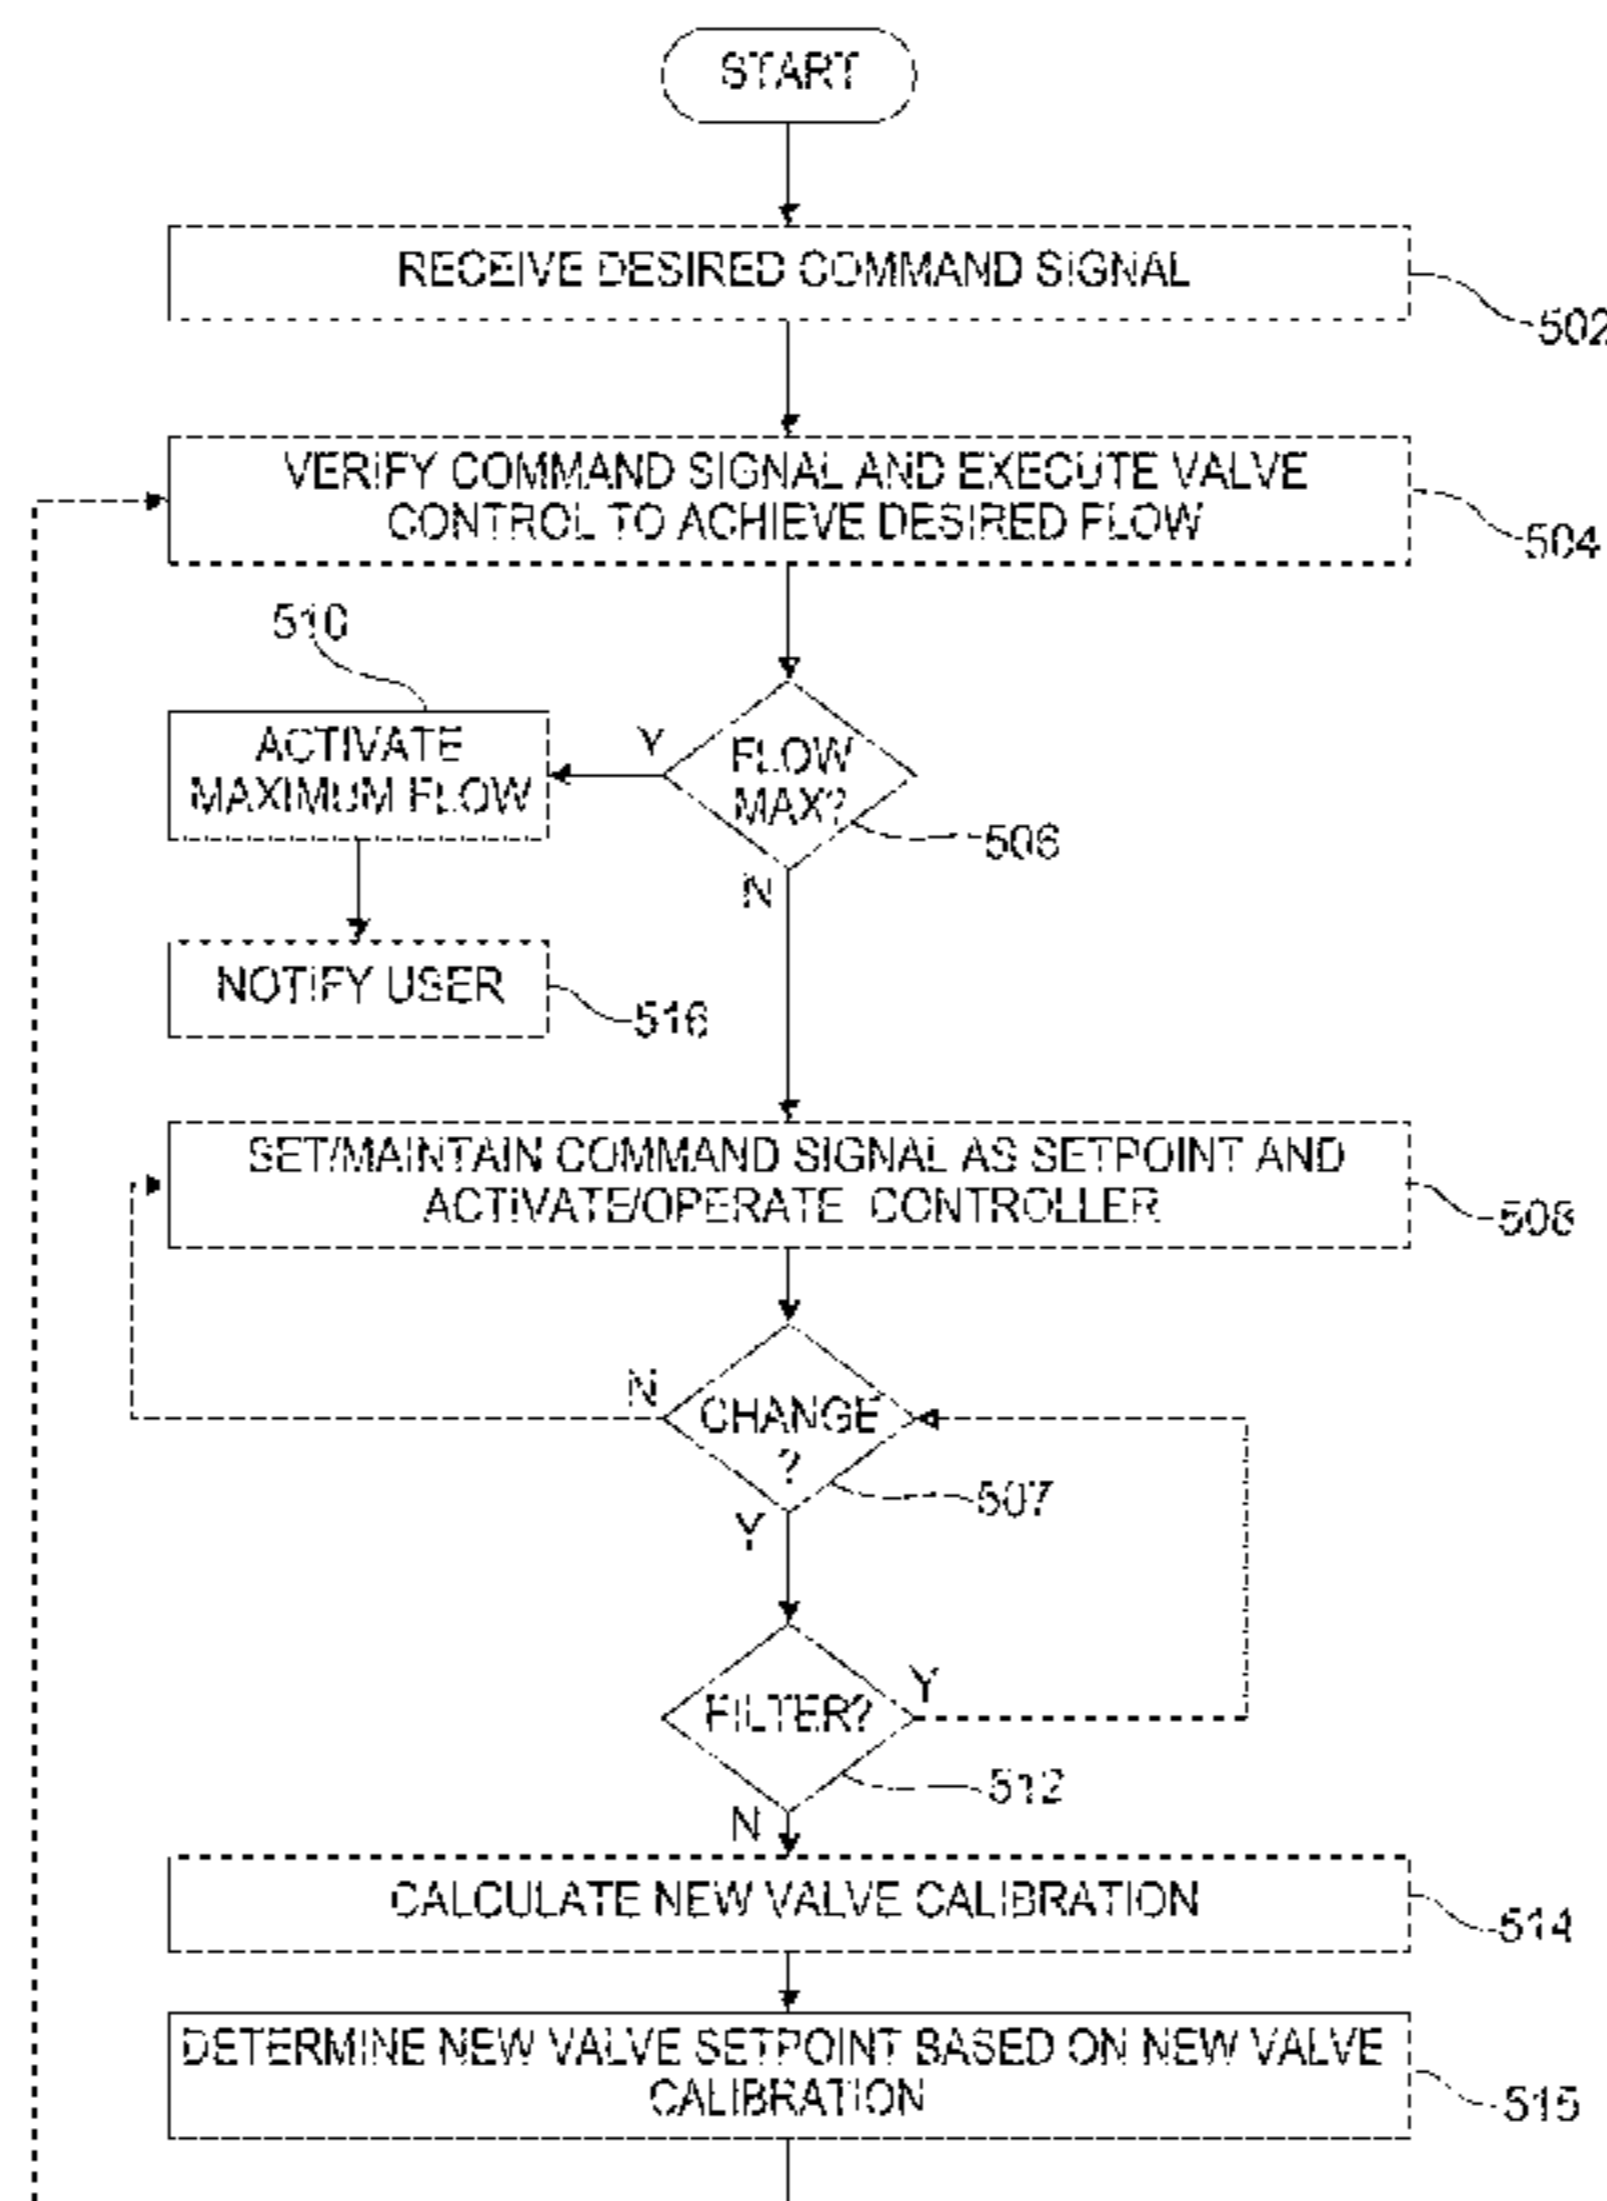 START
RECEIVE DESIRED COMMAND SIGNAL
502
VERIFY COMMAND SIGNAL AND EXECUTE VALVE
CONTROL TO ACHIEVE DESIRED FLOW
504
510
ACTIVATE
MAXIMUM FLOW
Y
FLOW
MAX?
506
N
NOTIFY USER
516
SET/MAINTAIN COMMAND SIGNAL AS SETPOINT AND
ACTIVATE/OPERATE CONTROLLER
508
N
CHANGE
?
507
Y
FILTER?
Y
512
N
CALCULATE NEW VALVE CALIBRATION
514
DETERMINE NEW VALVE SETPOINT BASED ON NEW VALVE
CALIBRATION
515